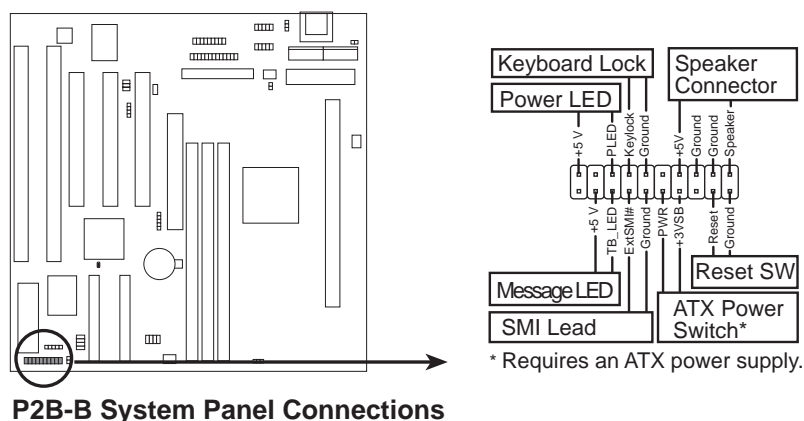 Keyboard Lock
Speaker
Connector
Power LED
+5 V
PLED
Keylock
Ground
+5V
Ground
Ground
Speaker
+5 V
TB_LED
ExtSMI#
Ground
PWR
+3VSB
Reset
Ground
Reset SW
Message LED
ATX Power
Switch*
SMI Lead
* Requires an ATX power supply.
P2B-B System Panel Connections